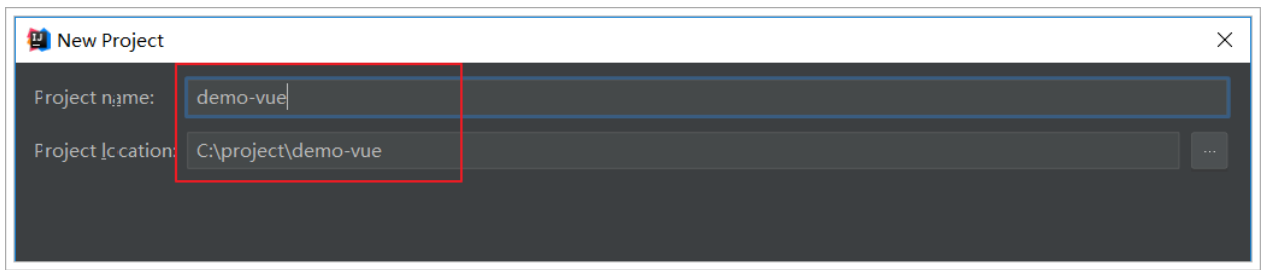 New Project
Project name:
demo-vue
Project location:
C:\project\demo-vue
...